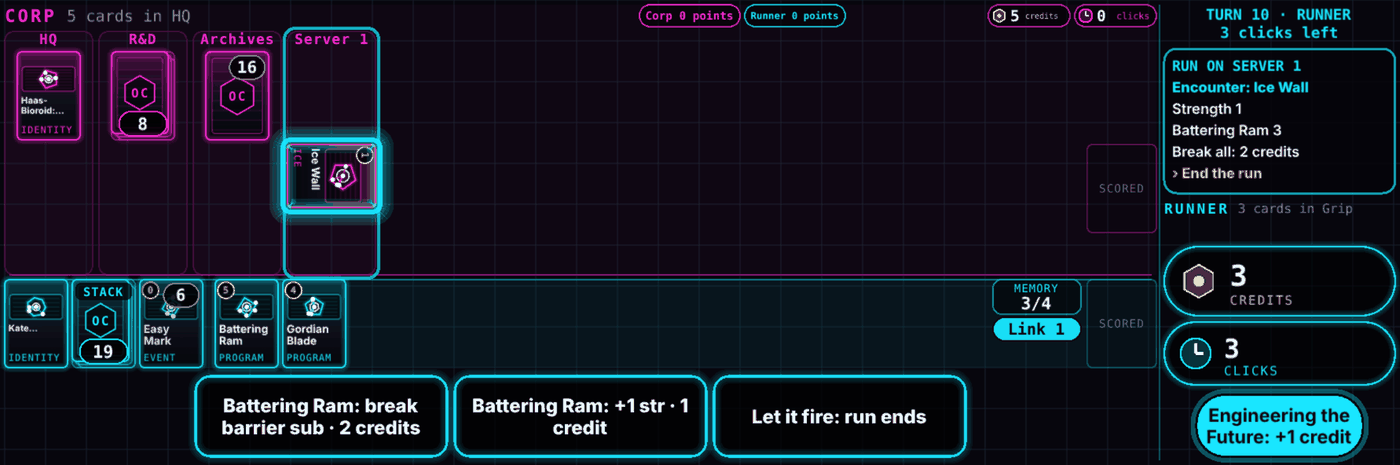 CORP 5 cards in HQ
Corp 0 points
Runner 0 points
5 credits
0 clicks
HQ
R&D
Archives
Server 1
Haas-
Bioroid:...
IDENTITY
OC
8
16
OC
ICE
Ice Wall
1
SCORED
TURN 10 · RUNNER
3 clicks left
RUN ON SERVER 1
Encounter: Ice Wall
Strength 1
Battering Ram 3
Break all: 2 credits
› End the run
RUNNER 3 cards in Grip
Kate...
IDENTITY
STACK
OC
19
0
6
Easy
Mark
EVENT
5
Battering
Ram
PROGRAM
4
Gordian
Blade
PROGRAM
MEMORY
3/4
Link 1
SCORED
3
CREDITS
3
CLICKS
Battering Ram: break
barrier sub · 2 credits
Battering Ram: +1 str · 1
credit
Let it fire: run ends
Engineering the
Future: +1 credit